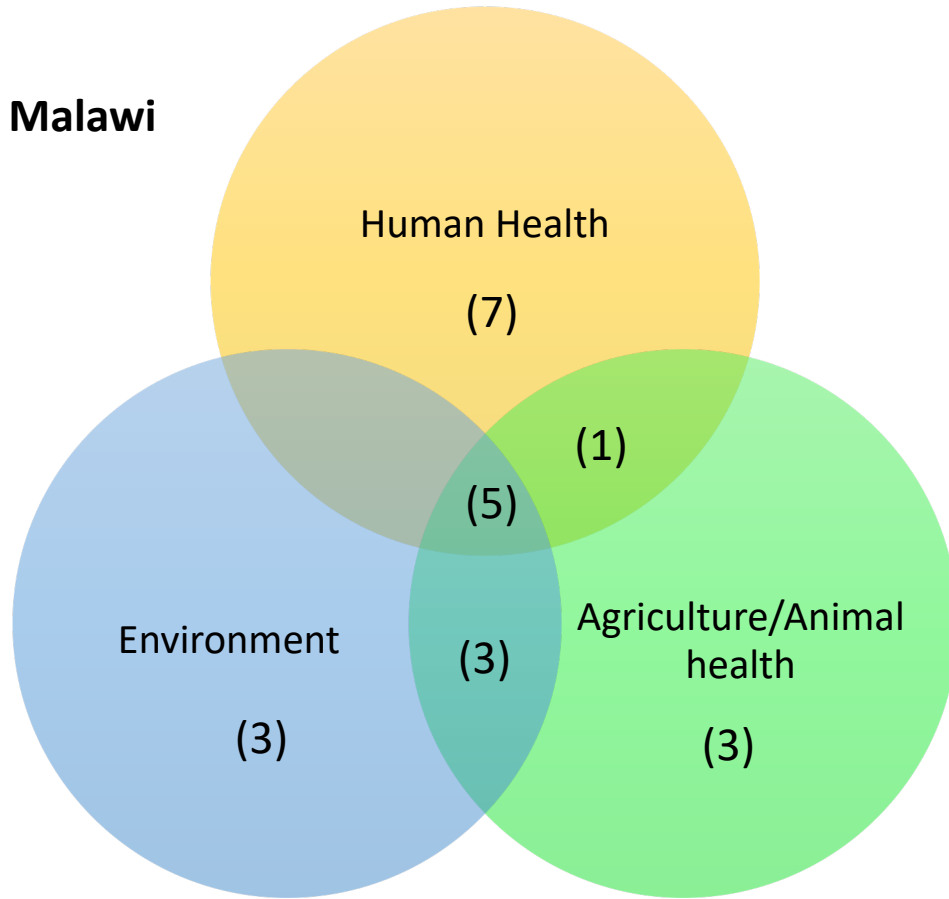 Malawi
Human Health
(7)
(1)
(5)
Environment
(3)
(3)
Agriculture/Animal
health
(3)